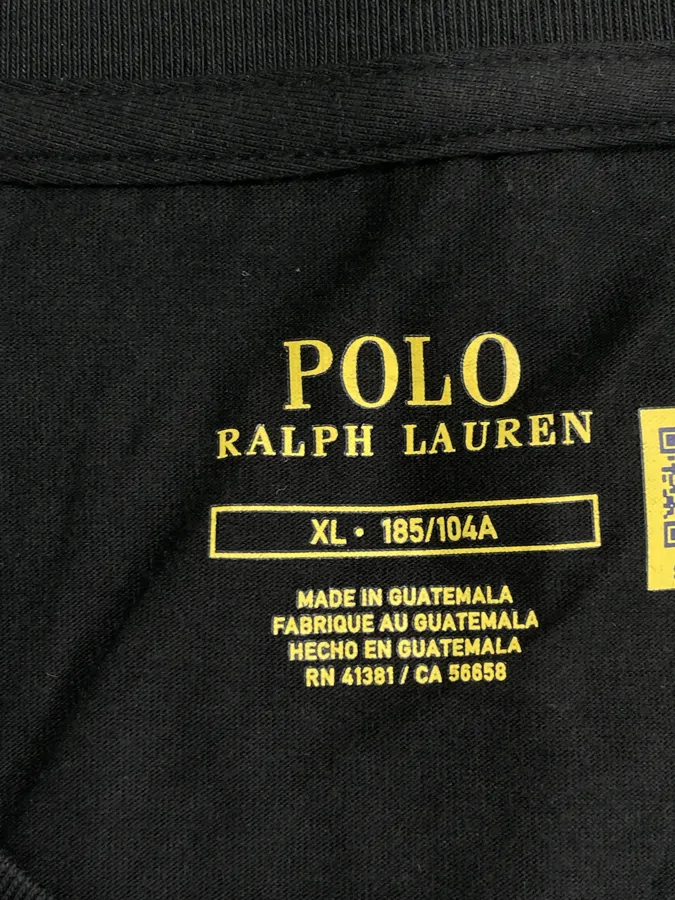 POLO
RALPH LAUREN
XL • 185/104A
MADE IN GUATEMALA
FABRIQUE AU GUATEMALA
HECHO EN GUATEMALA
RN 41381 / CA 56658